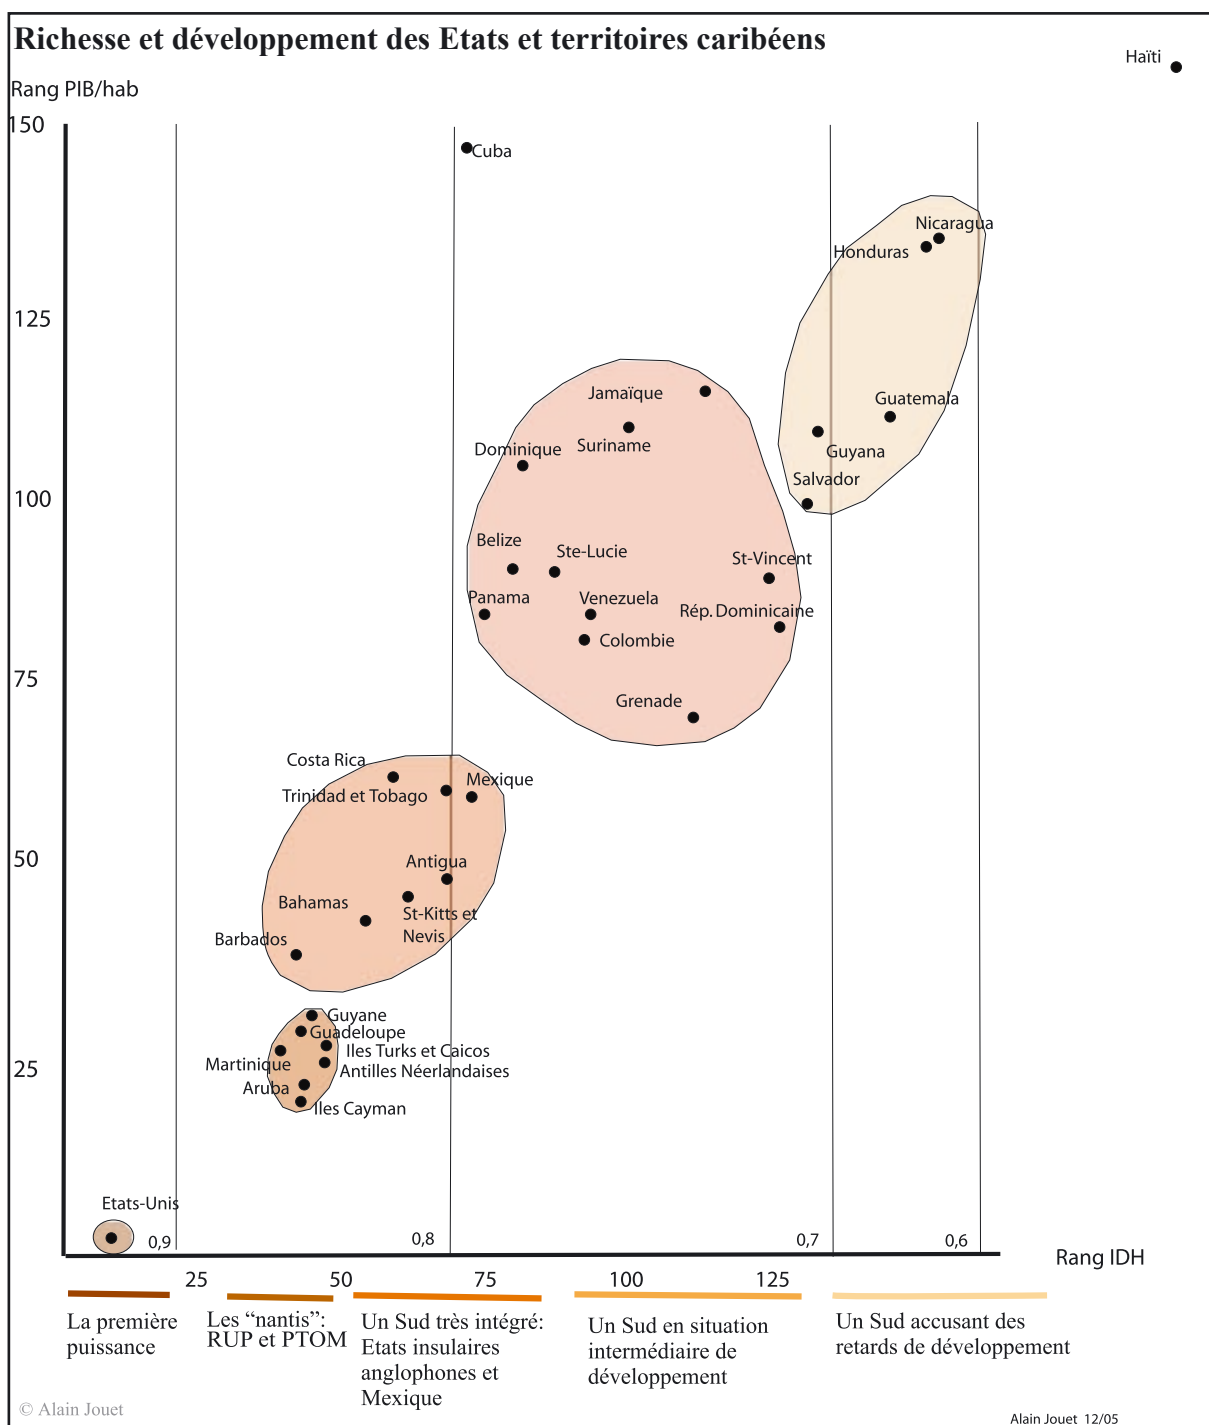 Richesse et développement des Etats et territoires caribéens
Haïti
Rang PIB/hab
150
Cuba
Nicaragua
Honduras
125
Jamaïque
Guatemala
Suriname
Dominique
Guyana
Salvador
100
Belize
Ste-Lucie
St-Vincent
Panama
Venezuela
Rép. Dominicaine
Colombie
75
Grenade
Costa Rica
Mexique
Trinidad et Tobago
50
Antigua
Bahamas
St-Kitts et
Nevis
Barbados
Guyane
Guadeloupe
Iles Turks et Caicos
Martinique
25
Antilles Néerlandaises
Aruba
Iles Cayman
Etats-Unis
0,9
0,8
0,7
0,6
Rang IDH
25
50
75
100
125
La première
puissance
Les “nantis”:
RUP et PTOM
Un Sud très intégré:
Etats insulaires
anglophones et
Mexique
Un Sud en situation
intermédiaire de
développement
Un Sud accusant des
retards de développement
© Alain Jouet
Alain Jouet 12/05